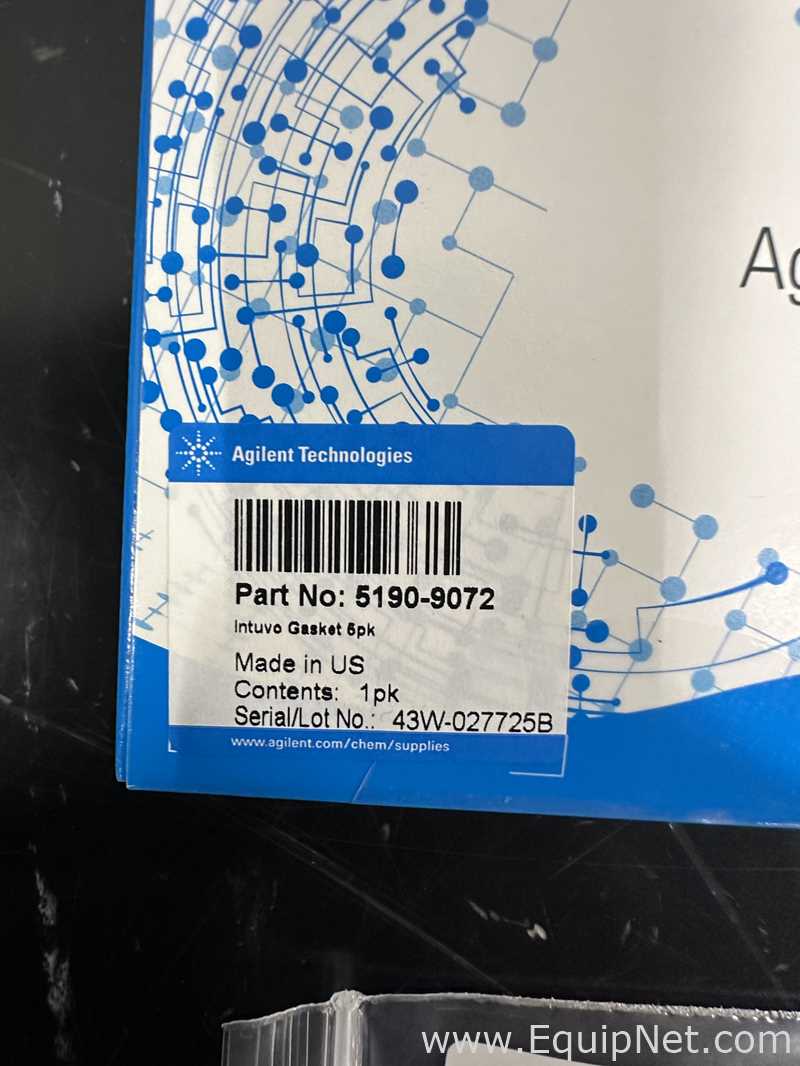 Ag
Agilent Technologies
Part No: 5190-9072
Intuvo Gasket 5pk
Made in US
Contents: 1pk
Serial/Lot No.: 43W-027725B
www.agilent.com/chem/supplies
www.EquipNet.com